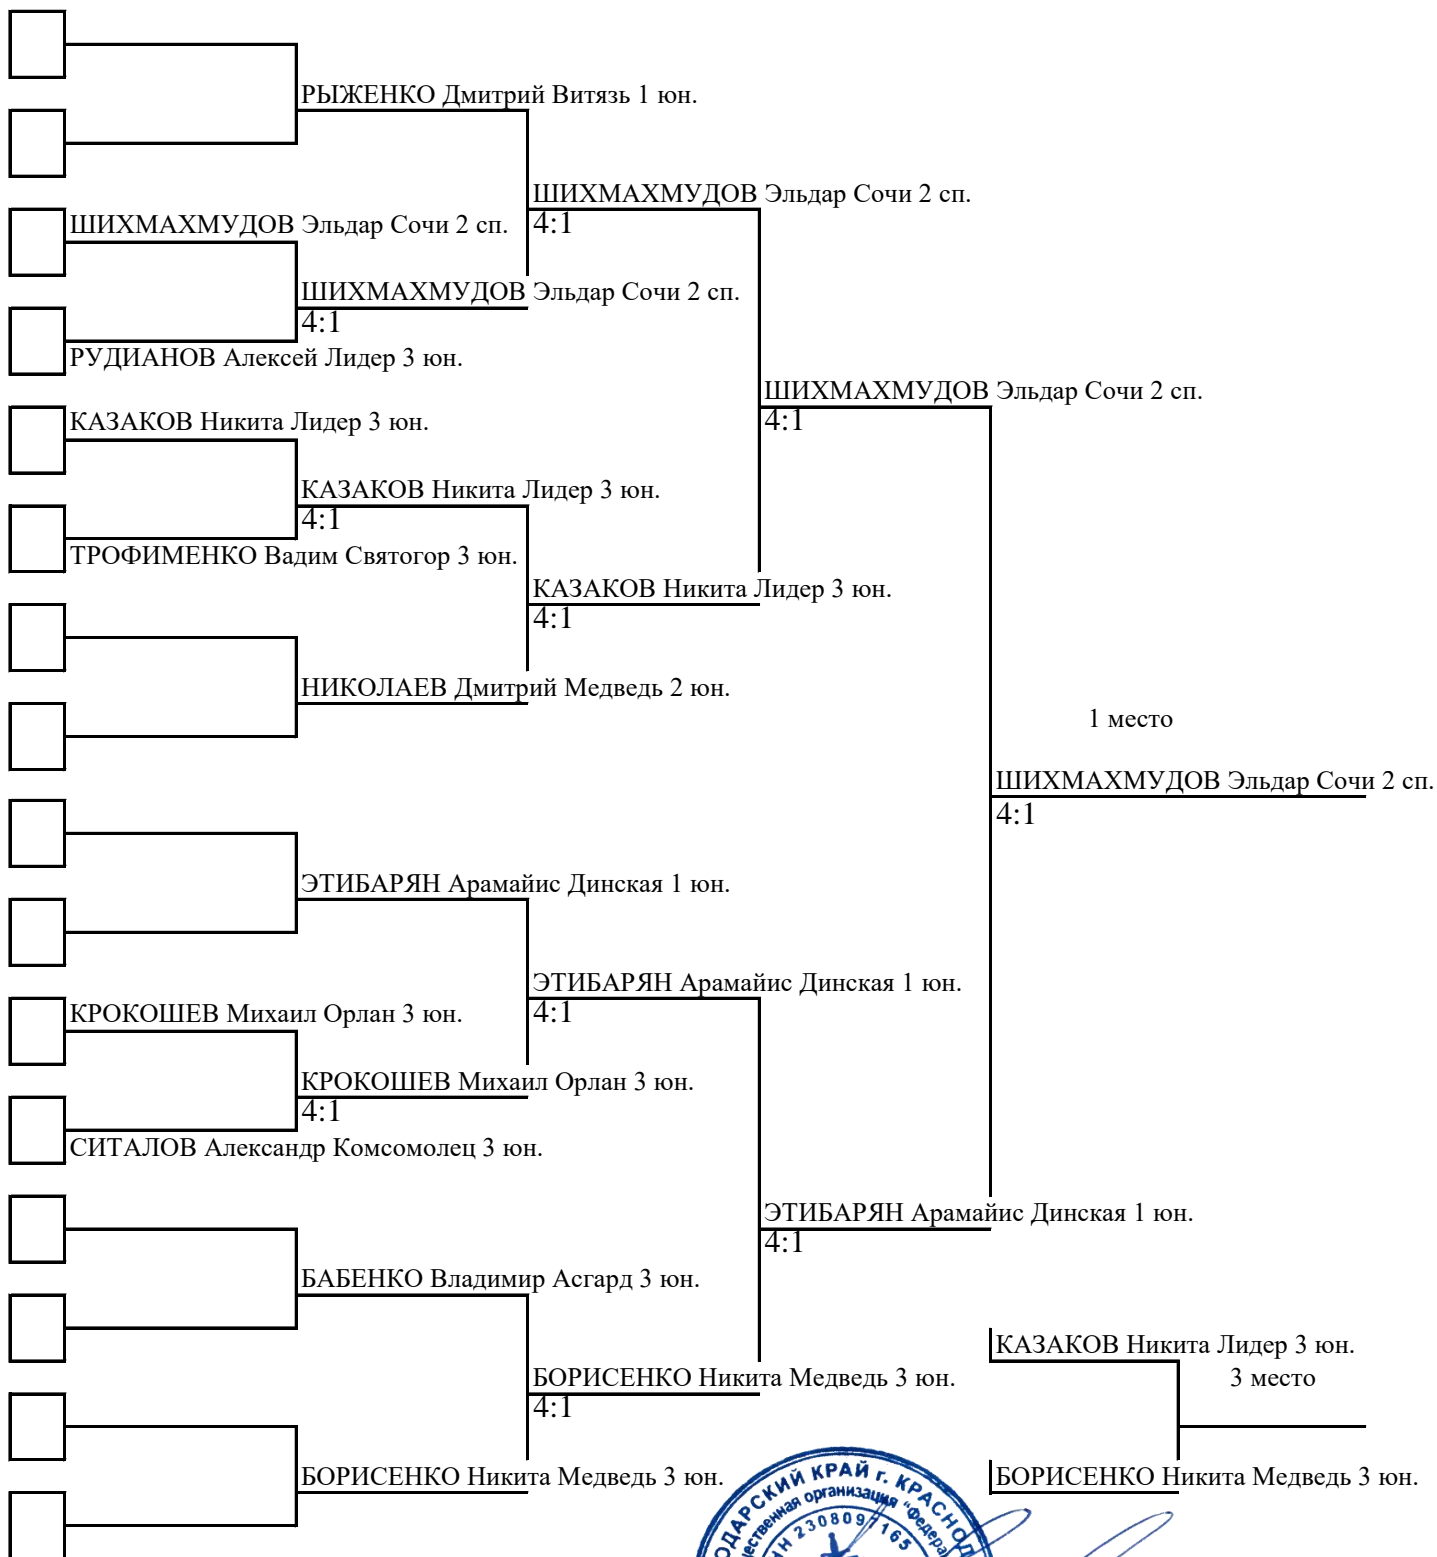 РЫЖЕНКО Дмитрий Витязь 1 юн.
ШИХМАХМУДОВ Эльдар Сочи 2 сп.
4:1
ШИХМАХМУДОВ Эльдар Сочи 2 сп.
ШИХМАХМУДОВ Эльдар Сочи 2 сп.
4:1
РУДИАНОВ Алексей Лидер 3 юн.
ШИХМАХМУДОВ Эльдар Сочи 2 сп.
4:1
КАЗАКОВ Никита Лидер 3 юн.
КАЗАКОВ Никита Лидер 3 юн.
4:1
ТРОФИМЕНКО Вадим Святогор 3 юн.
КАЗАКОВ Никита Лидер 3 юн.
4:1
НИКОЛАЕВ Дмитрий Медведь 2 юн.
1 место
ШИХМАХМУДОВ Эльдар Сочи 2 сп.
4:1
ЭТИБАРЯН Арамайис Динская 1 юн.
ЭТИБАРЯН Арамайис Динская 1 юн.
4:1
КРОКОШЕВ Михаил Орлан 3 юн.
КРОКОШЕВ Михаил Орлан 3 юн.
4:1
СИТАЛОВ Александр Комсомолец 3 юн.
ЭТИБАРЯН Арамайис Динская 1 юн.
4:1
БАБЕНКО Владимир Асгард 3 юн.
КАЗАКОВ Никита Лидер 3 юн.
3 место
БОРИСЕНКО Никита Медведь 3 юн.
4:1
БОРИСЕНКО Никита Медведь 3 юн.
БОРИСЕНКО Никита Медведь 3 юн.
КРАЙ г.
организация
2308097165